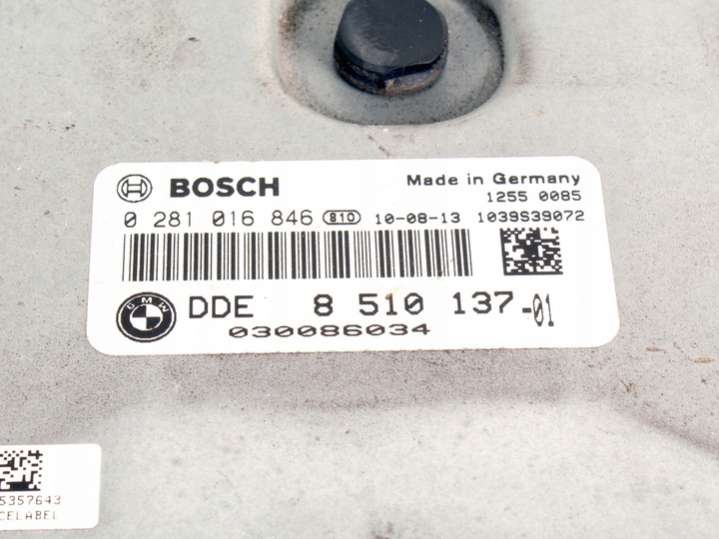 BOSCH Made in Germany
1255 0085
0 281 016 846 810 10-08-13 1039S39072
BMW DDE 8 510 137-01
030086034
5357643
CELABEL